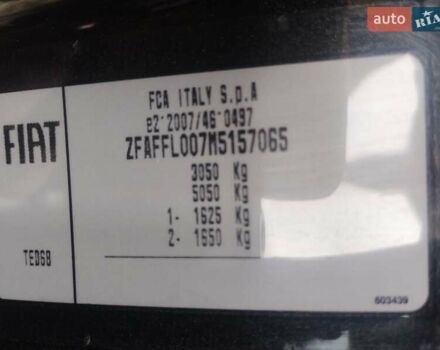 auto RIA
FCA ITALY S.p.A
e2*2007/46*0497
FIAT
ZFAFFL007M5157065
3050 Kg
5050 Kg
1- 1625 Kg
2- 1650 Kg
TED68
603439